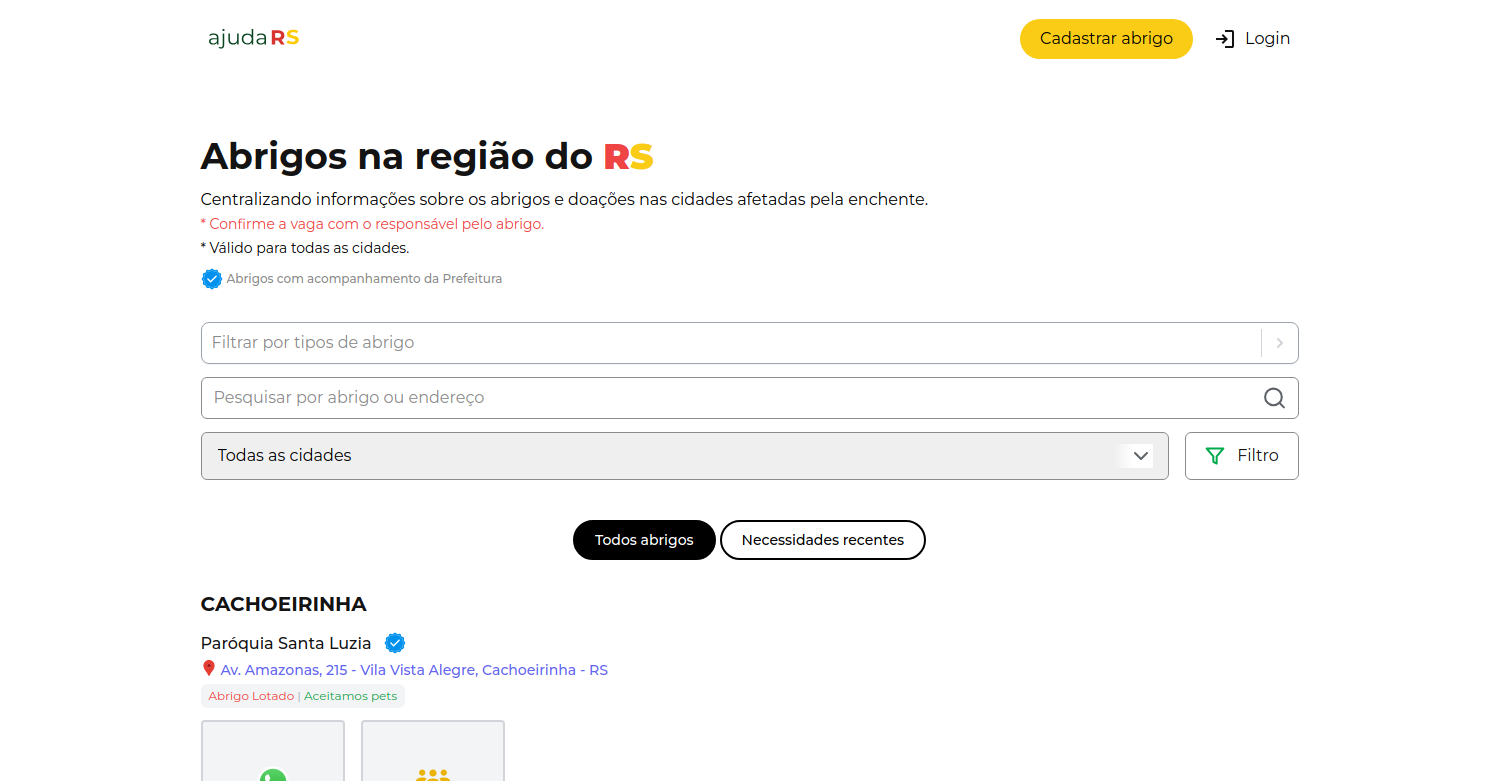 ajudaRS
Cadastrar abrigo
Login
Abrigos na região do RS
Centralizando informações sobre os abrigos e doações nas cidades afetadas pela enchente.
* Confirme a vaga com o responsável pelo abrigo.
* Válido para todas as cidades.
Abrigos com acompanhamento da Prefeitura
Filtrar por tipos de abrigo
Pesquisar por abrigo ou endereço
Todas as cidades
Filtro
Todos abrigos
Necessidades recentes
CACHOEIRINHA
Paróquia Santa Luzia
Av. Amazonas, 215 - Vila Vista Alegre, Cachoeirinha - RS
Abrigo Lotado | Aceitamos pets